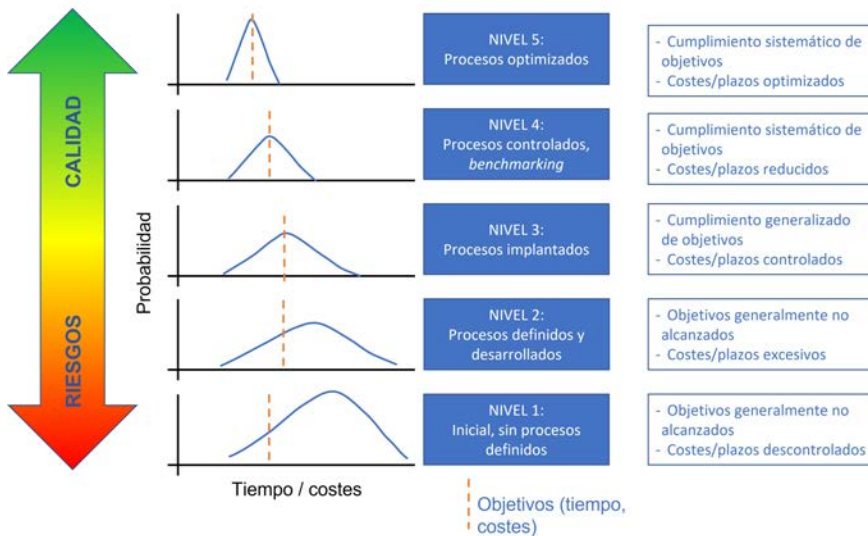 CALIDAD
RIESGOS
Probabilidad
NIVEL 5:
Procesos optimizados
- Cumplimiento sistemático de
objetivos
- Costes/plazos optimizados
NIVEL 4:
Procesos controlados,
benchmarking
- Cumplimiento sistemático de
objetivos
- Costes/plazos reducidos
NIVEL 3:
Procesos implantados
- Cumplimiento generalizado
de objetivos
- Costes/plazos controlados
NIVEL 2:
Procesos definidos y
desarrollados
- Objetivos generalmente no
alcanzados
- Costes/plazos excesivos
NIVEL 1:
Inicial, sin procesos
definidos
- Objetivos generalmente no
alcanzados
- Costes/plazos descontrolados
Tiempo / costes
Objetivos (tiempo,
costes)